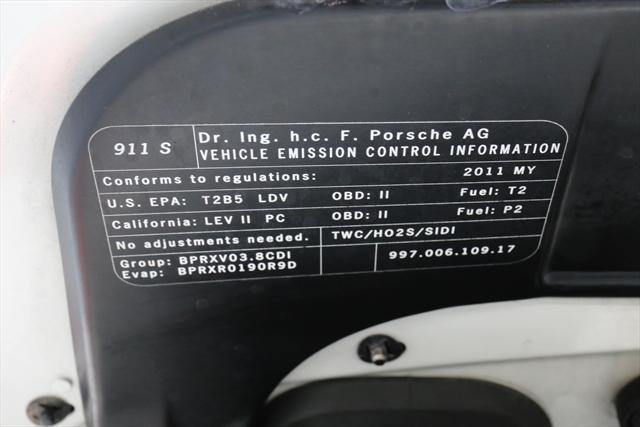 911 S
Dr. Ing. h.c. F. Porsche AG
VEHICLE EMISSION CONTROL INFORMATION
Conforms to regulations: 2011 MY
U.S. EPA: T2B5 LDV OBD: II Fuel: T2
California: LEV II PC OBD: II Fuel: P2
No adjustments needed. TWC/HO2S/SIDI
Group: BPRXV03.8CDI
Evap: BPRXR0190R9D
997.006.109.17